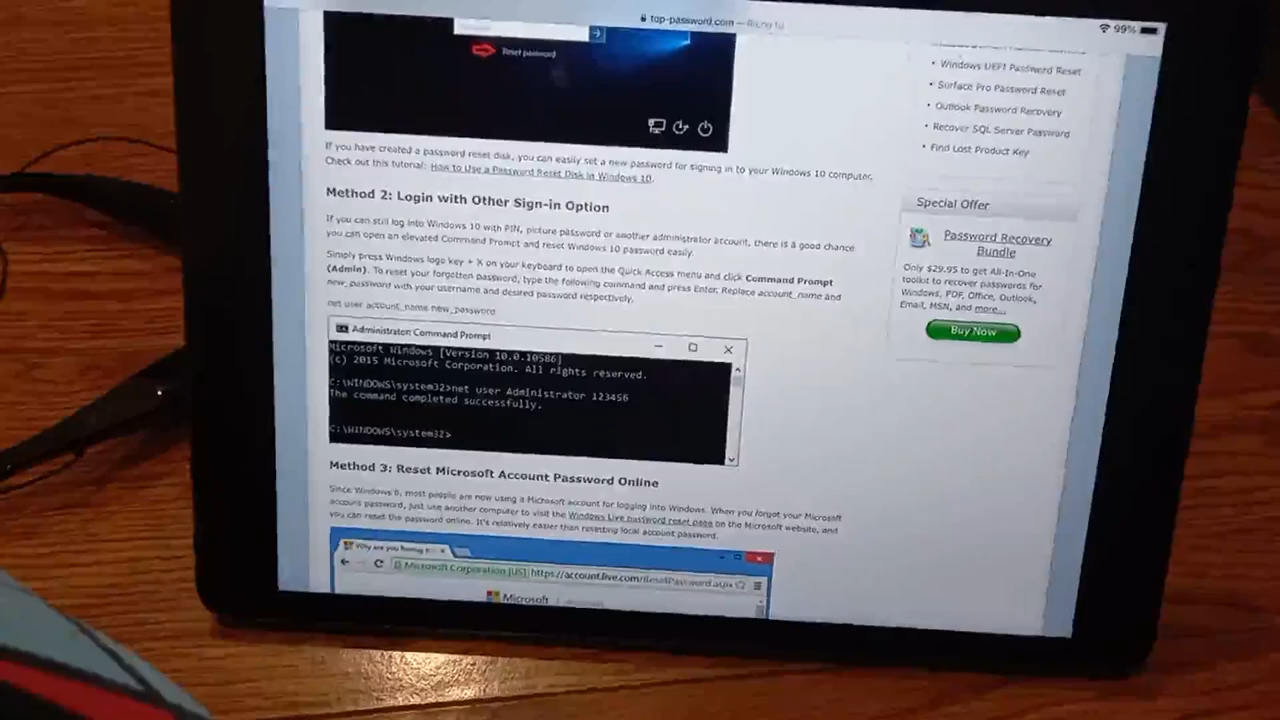 top-password.com — Riêng tư
99%
Reset password
If you have created a password reset disk, you can easily set a new password for signing in to your Windows 10 computer.
Check out this tutorial: How to Use a Password Reset Disk in Windows 10.
Method 2: Login with Other Sign-in Option
If you can still log into Windows 10 with PIN, picture password or another administrator account, there is a good chance
you can open an elevated Command Prompt and reset Windows 10 password easily.
Simply press Windows logo key + X on your keyboard to open the Quick Access menu and click Command Prompt
(Admin). To reset your forgotten password, type the following command and press Enter. Replace account_name and
new_password with your username and desired password respectively.
net user account_name new_password
Administrator: Command Prompt
Microsoft Windows [Version 10.0.10586]
(c) 2015 Microsoft Corporation. All rights reserved.
C:\WINDOWS\system32>net user Administrator 123456
The command completed successfully.
C:\WINDOWS\system32>
Method 3: Reset Microsoft Account Password Online
Since Windows 8, most people are now using a Microsoft account for logging into Windows. When you forgot your Microsoft
account password, just use another computer to visit the Windows Live password reset page on the Microsoft website, and
you can reset the password online. It's relatively easier than resetting local account password.
Why are you having
Microsoft Corporation [US] https://account.live.com/ResetPassword.aspx
Microsoft
• Windows UEFI Password Reset
• Surface Pro Password Reset
• Outlook Password Recovery
• Recover SQL Server Password
• Find Lost Product Key
Special Offer
Password Recovery
Bundle
Only $29.95 to get All-In-One
toolkit to recover passwords for
Windows, PDF, Office, Outlook,
Email, MSN, and more...
Buy Now